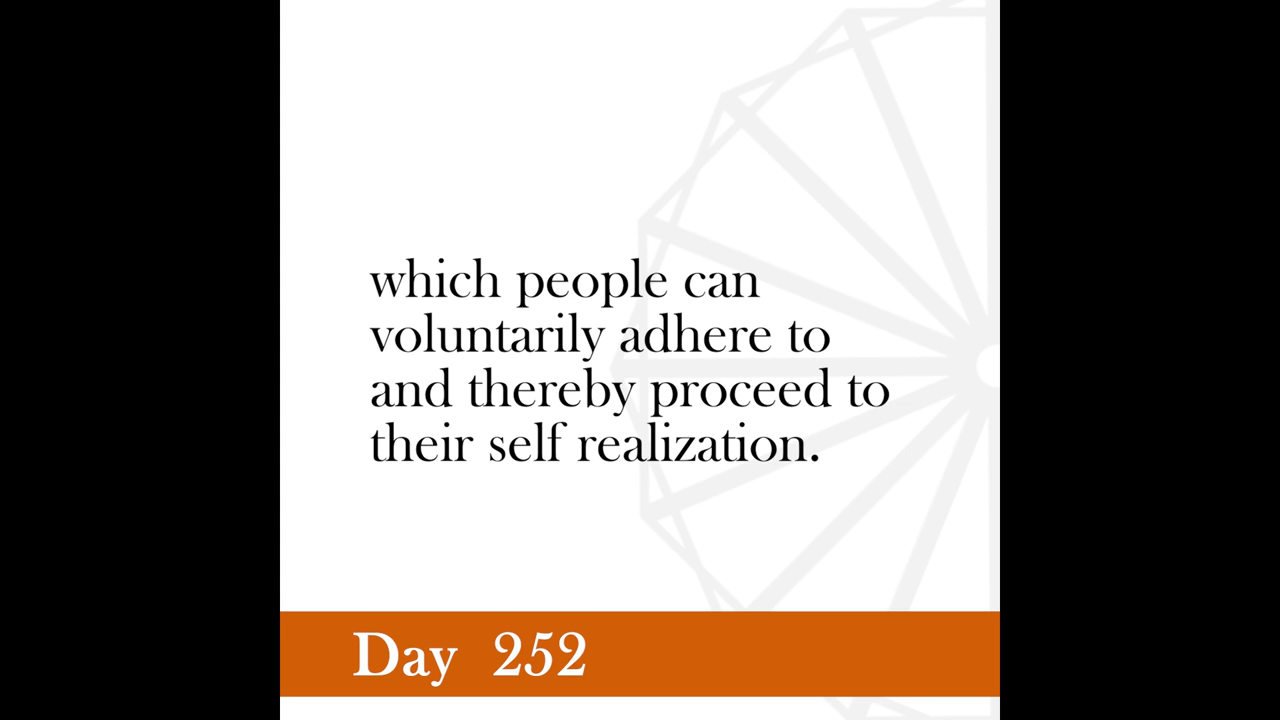 which people can
voluntarily adhere to
and thereby proceed to
their self realization.
Day 252